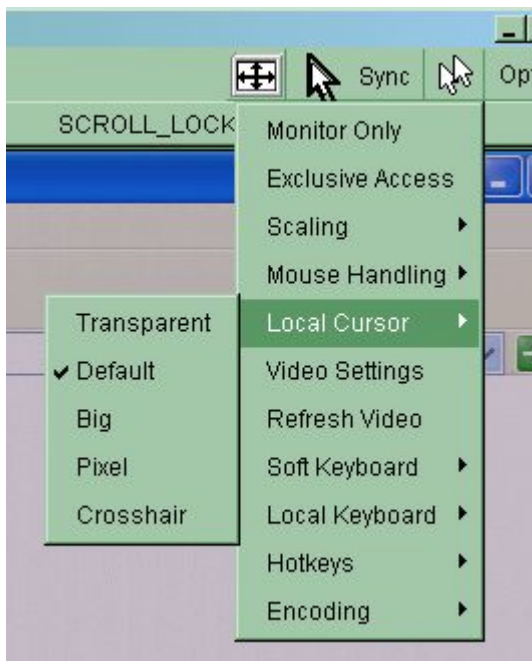 Sync
Opt
SCROLL_LOCK
Monitor Only
Exclusive Access
Scaling
Mouse Handling
Local Cursor
Transparent
Default
Big
Pixel
Crosshair
Video Settings
Refresh Video
Soft Keyboard
Local Keyboard
Hotkeys
Encoding